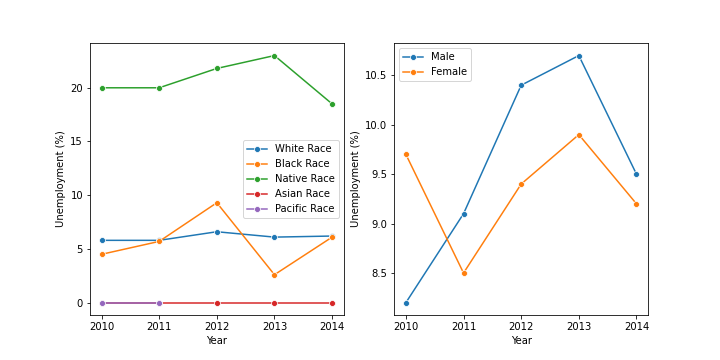 Unemployment (%)
20
15
10
5
0
2010 2011 2012 2013 2014
Year
White Race
Black Race
Native Race
Asian Race
Pacific Race
Unemployment (%)
10.5
10.0
9.5
9.0
8.5
2010 2011 2012 2013 2014
Year
Male
Female